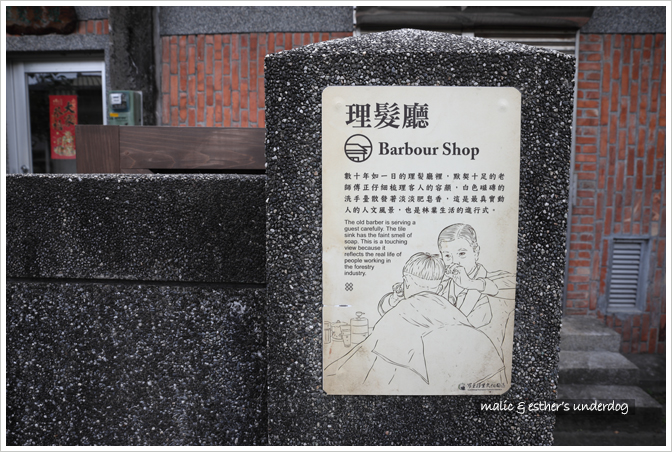 理髮廳
Barbour Shop
數十年如一日的理髮廳裡，默契十足的老
師傅正仔細梳理客人的容顏，白色磁磚的
洗手臺散發著淡淡肥皂香，這是最真實動
人的人文風景，也是林業生活的進行式。
The old barber is serving a
guest carefully. The tile
sink has the faint smell of
soap. This is a touching
view because it
reflects the real life of
people working in
the forestry
industry.
malic & esther's underdog